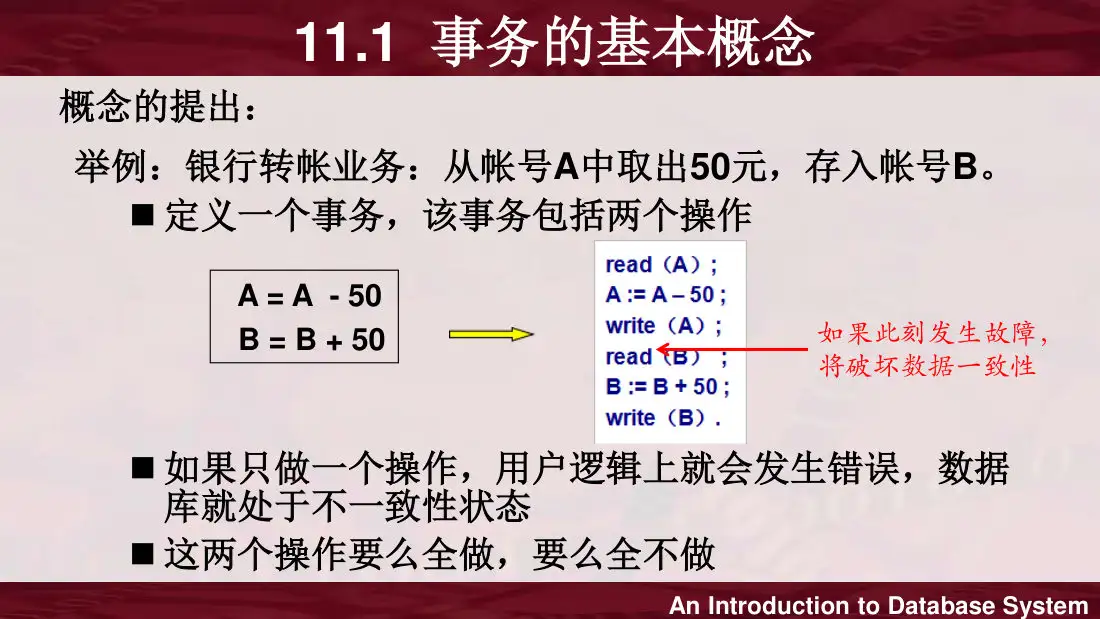 11.1 事务的基本概念
概念的提出：
举例：银行转帐业务：从帐号A中取出50元，存入帐号B。
■ 定义一个事务，该事务包括两个操作
A = A - 50
B = B + 50
read（A）;
A := A – 50 ;
write（A）;
read（B） ;
B := B + 50 ;
write（B）.
如果此刻发生故障，
将破坏数据一致性
■ 如果只做一个操作，用户逻辑上就会发生错误，数据
库就处于不一致性状态
■ 这两个操作要么全做，要么全不做
An Introduction to Database System